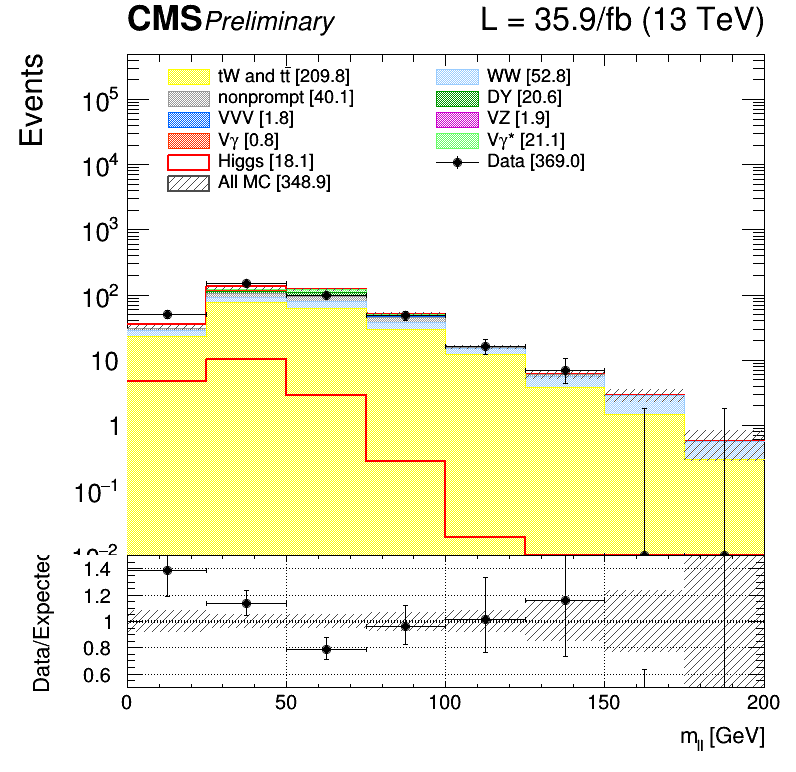 CMS Preliminary L = 35.9/fb (13 TeV)
Events
tW and tt̄ [209.8] WW [52.8]
nonprompt [40.1] DY [20.6]
VVV [1.8] VZ [1.9]
Vγ [0.8] Vγ* [21.1]
Higgs [18.1] Data [369.0]
All MC [348.9]
10⁵
10⁴
10³
10²
10
1
10⁻¹
10⁻²
Data/Expected
1.4
1.2
1
0.8
0.6
0 50 100 150 200
m_ll [GeV]